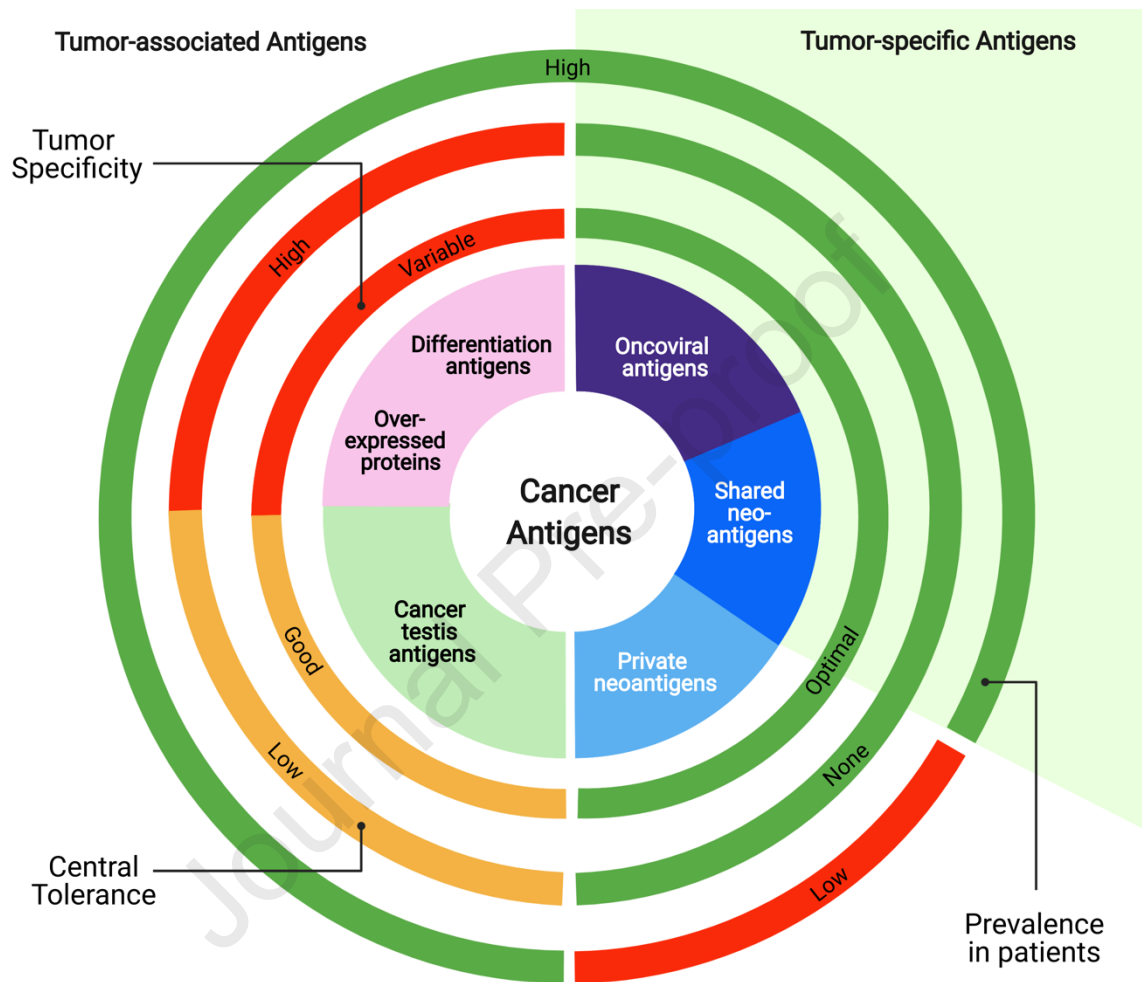 Tumor-associated Antigens
Tumor-specific Antigens
High
Tumor
Specificity
High
Variable
Differentiation
antigens
Over-
expressed
proteins
Oncoviral
antigens
Cancer
Antigens
Shared
neo-
antigens
Cancer
testis
antigens
Private
neoantigens
Good
Optimal
Low
None
Low
Central
Tolerance
Prevalence
in patients
Journal Pre-proof